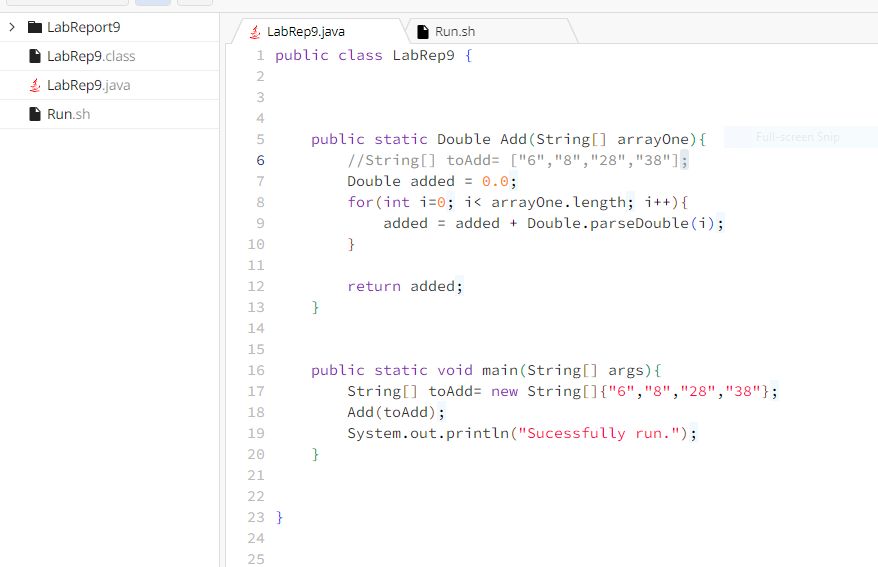 LabReport9
LabRep9.class
LabRep9.java
Run.sh
LabRep9.java
Run.sh
1 public class LabRep9 {
2
3
4
5 public static Double Add(String[] arrayOne){
Full-screen Snip
6 //String[] toAdd= ["6","8","28","38"];
7 Double added = 0.0;
8 for(int i=0; i< arrayOne.length; i++){
9 added = added + Double.parseDouble(i);
10 }
11
12 return added;
13 }
14
15
16 public static void main(String[] args){
17 String[] toAdd= new String[]{"6","8","28","38"};
18 Add(toAdd);
19 System.out.println("Sucessfully run.");
20 }
21
22
23 }
24
25